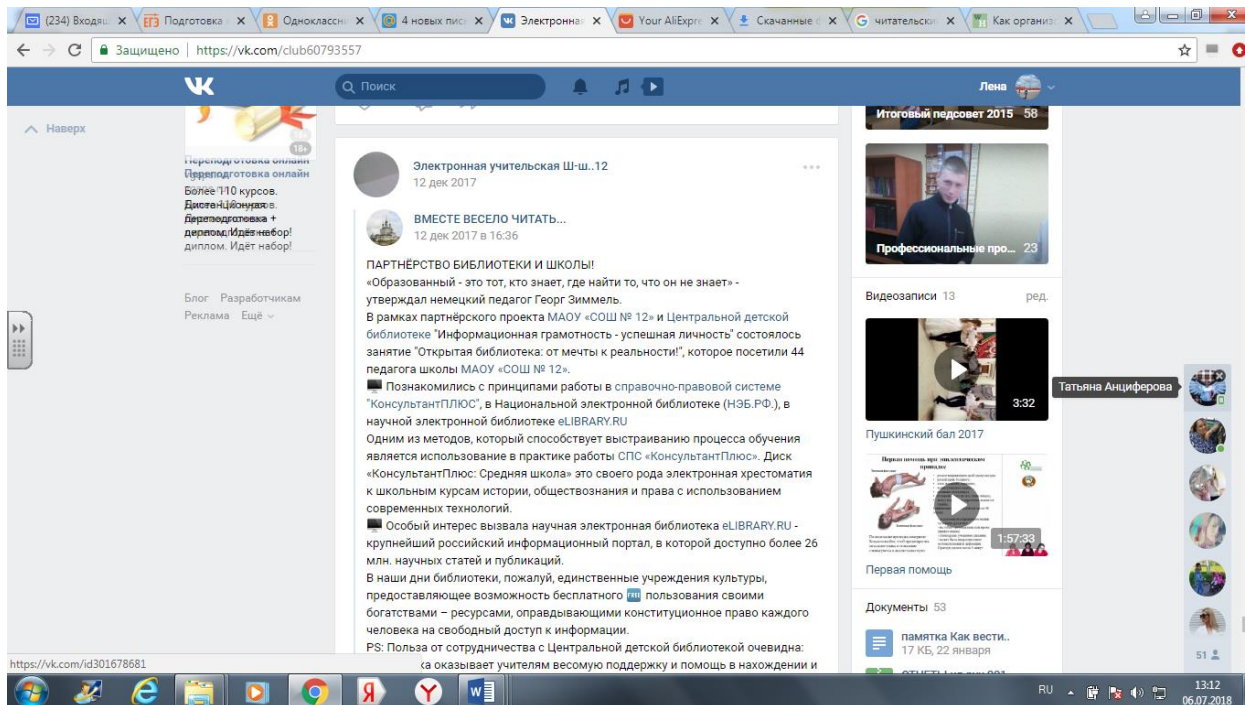 (234) Входящ
Подготовка
Одноклассн
4 новых пись
Электронная
Your AliExpre
Скачанные ф
читательско
Как организ
Защищено | https://vk.com/club60793557
Поиск
Лена
Наверх
18+
Переподготовка онлайн
Более 110 курсов.
диплом. Идёт набор!
Блог Разработчикам
Реклама Ещё
Электронная учительская Ш-ш..12
12 дек 2017
ВМЕСТЕ ВЕСЕЛО ЧИТАТЬ...
12 дек 2017 в 16:36
ПАРТНЁРСТВО БИБЛИОТЕКИ И ШКОЛЫ!
«Образованный - это тот, кто знает, где найти то, что он не знает» -
утверждал немецкий педагог Георг Зиммель.
В рамках партнёрского проекта МАОУ «СОШ № 12» и Центральной детской
библиотеке "Информационная грамотность - успешная личность" состоялось
занятие "Открытая библиотека: от мечты к реальности!", которое посетили 44
педагога школы МАОУ «СОШ № 12».
Познакомились с принципами работы в справочно-правовой системе
"КонсультантПЛЮС", в Национальной электронной библиотеке (НЭБ.РФ.), в
научной электронной библиотеке eLIBRARY.RU
Одним из методов, который способствует выстраиванию процесса обучения
является использование в практике работы СПС «КонсультантПлюс». Диск
«КонсультантПлюс: Средняя школа» это своего рода электронная хрестоматия
к школьным курсам истории, обществознания и права с использованием
современных технологий.
Особый интерес вызвала научная электронная библиотека eLIBRARY.RU -
крупнейший российский информационный портал, в которой доступно более 26
млн. научных статей и публикаций.
В наши дни библиотеки, пожалуй, единственные учреждения культуры,
предоставляющее возможность бесплатного FREE пользования своими
богатствами – ресурсами, оправдывающими конституционное право каждого
человека на свободный доступ к информации.
PS: Польза от сотрудничества с Центральной детской библиотекой очевидна:
ка оказывает учителям весомую поддержку и помощь в нахождении и
Итоговый педсовет 2015 58
Профессиональные про... 23
Видеозаписи 13 ред.
3:32
Пушкинский бал 2017
Первая помощь при эпилептическом
припадке
1:57:33
Первая помощь
Документы 53
памятка Как вести..
17 КБ, 22 января
Татьяна Анциферова
51
https://vk.com/id301678681
RU
13:12
06.07.2018